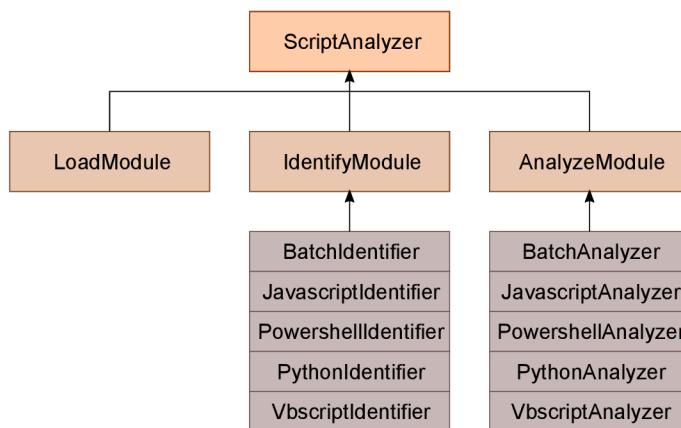 ScriptAnalyzer
LoadModule
IdentifyModule
AnalyzeModule
BatchIdentifier
JavascriptIdentifier
PowershellIdentifier
PythonIdentifier
VbscriptIdentifier
BatchAnalyzer
JavascriptAnalyzer
PowershellAnalyzer
PythonAnalyzer
VbscriptAnalyzer